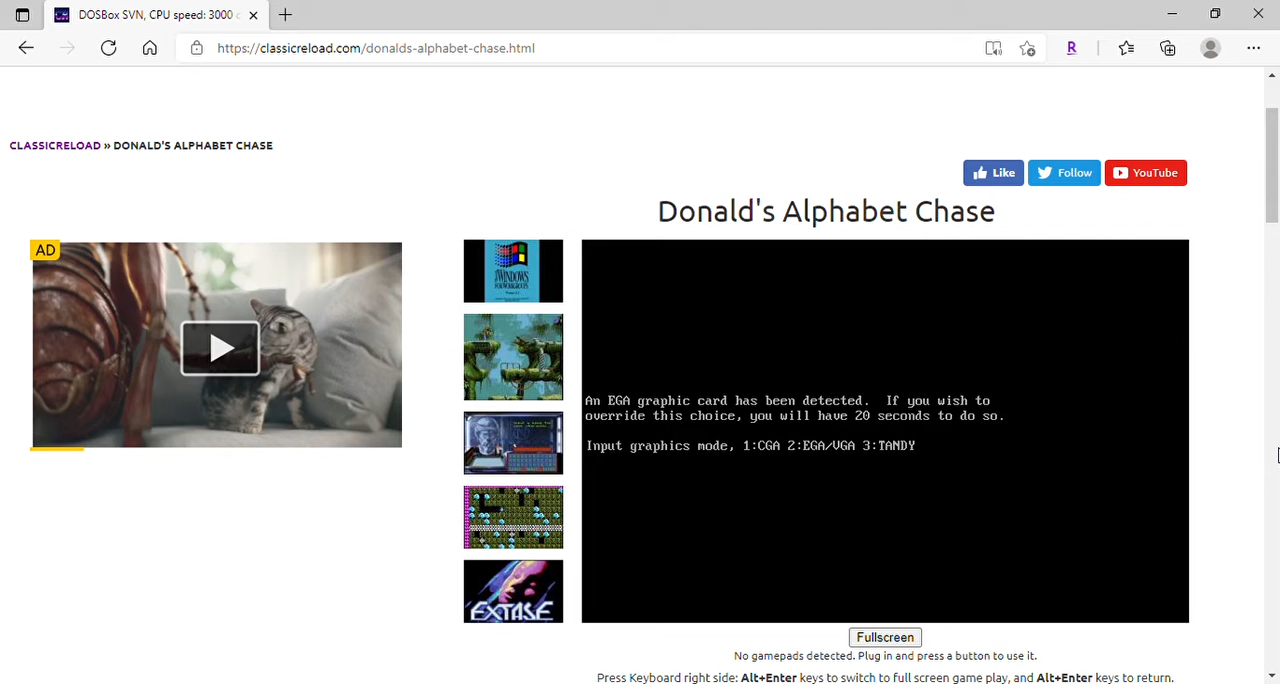 DOSBox SVN, CPU speed: 3000 c
https://classicreload.com/donalds-alphabet-chase.html
CLASSICRELOAD » DONALD'S ALPHABET CHASE
Like
Follow
YouTube
Donald's Alphabet Chase
AD
WINDOWS
FOR WORKGROUPS
EXTASE
An EGA graphic card has been detected.  If you wish to
override this choice, you will have 20 seconds to do so.
Input graphics mode, 1:CGA 2:EGA/VGA 3:TANDY
Fullscreen
No gamepads detected. Plug in and press a button to use it.
Press Keyboard right side: Alt+Enter keys to switch to full screen game play, and Alt+Enter keys to return.